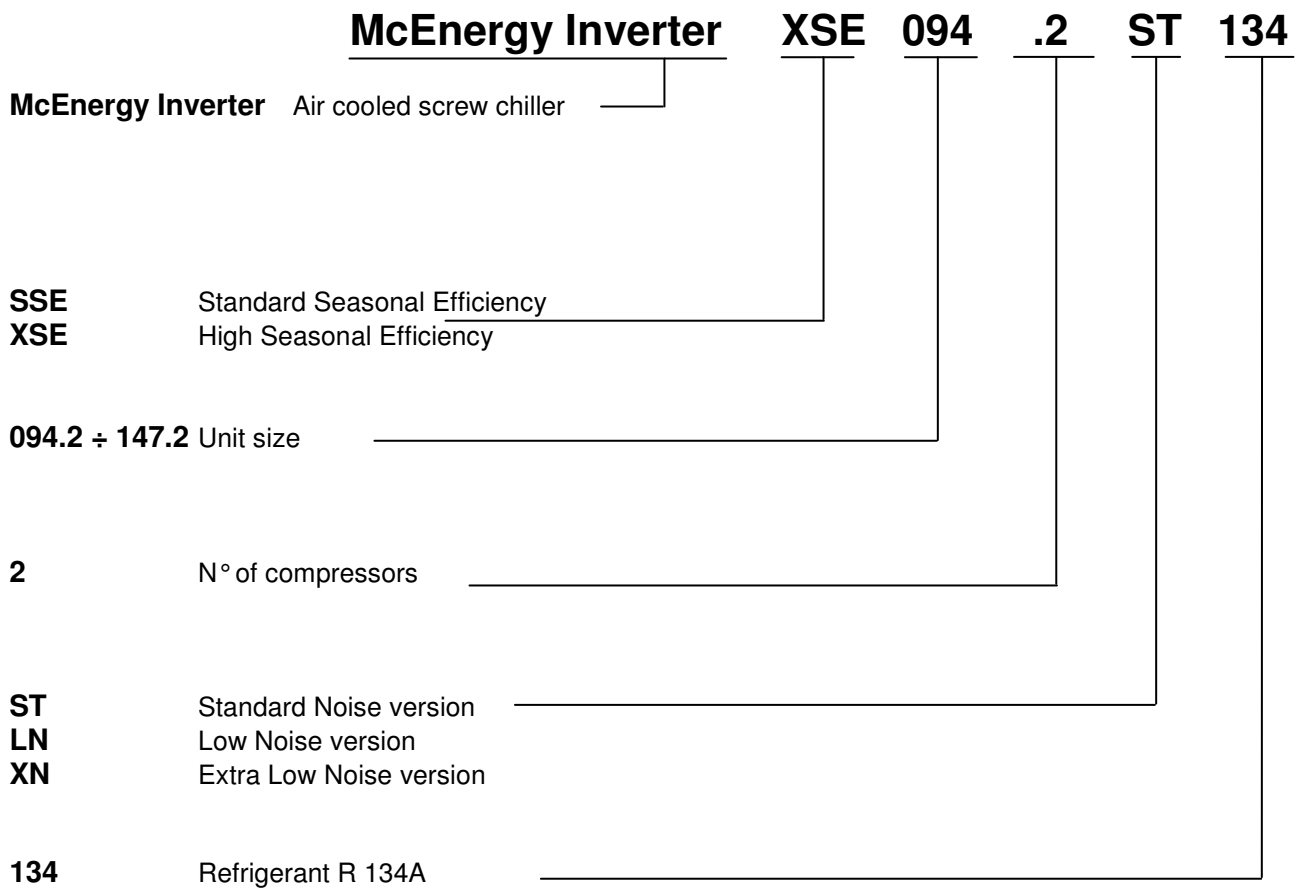 McEnergy Inverter XSE 094 .2 ST 134
McEnergy Inverter Air cooled screw chiller
SSE Standard Seasonal Efficiency
XSE High Seasonal Efficiency
094.2 ÷ 147.2 Unit size
2 N° of compressors
ST Standard Noise version
LN Low Noise version
XN Extra Low Noise version
134 Refrigerant R 134A